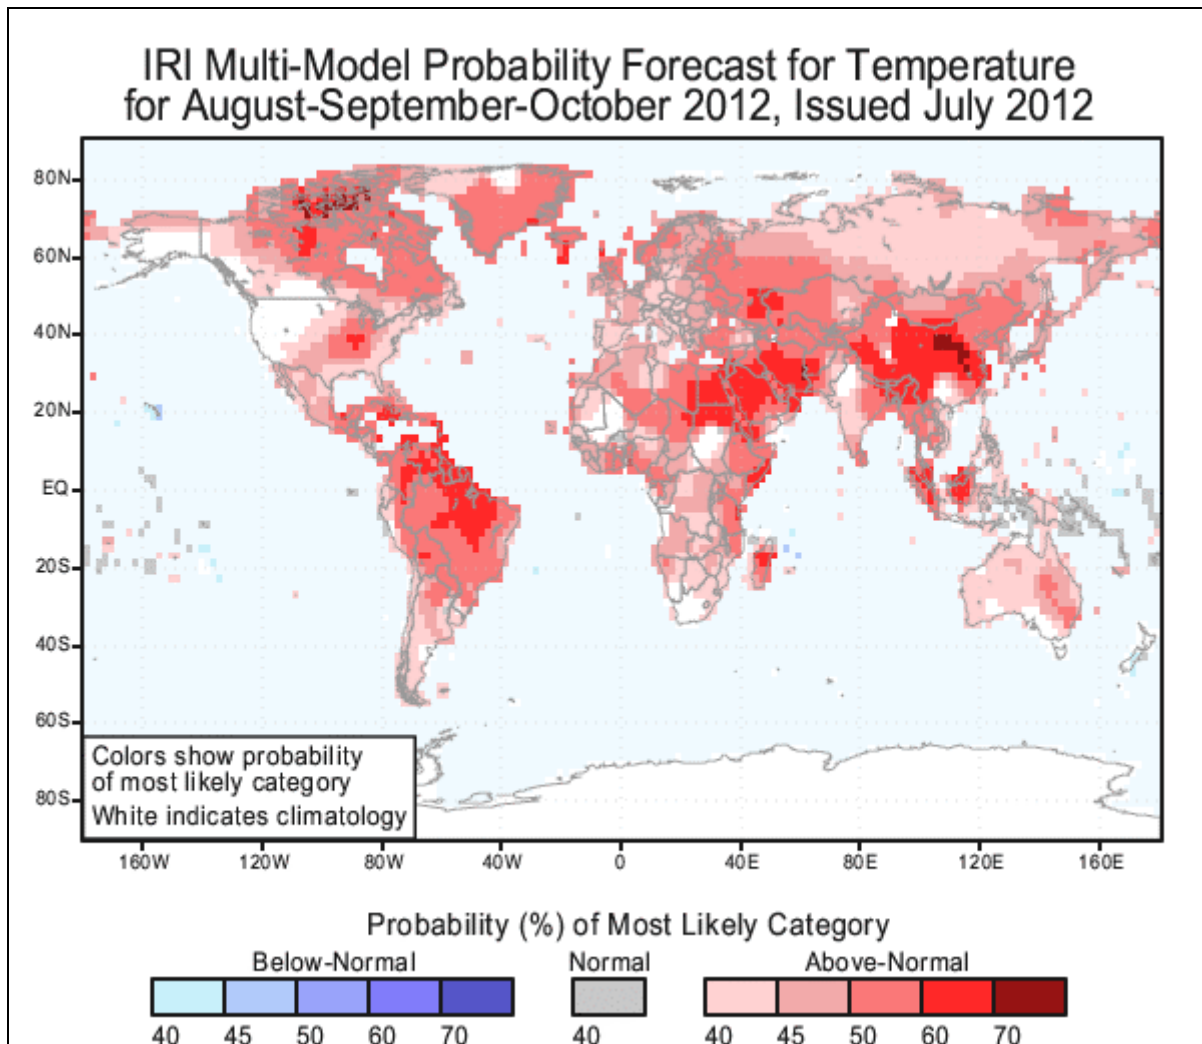 IRI Multi-Model Probability Forecast for Temperature
for August-September-October 2012, Issued July 2012
80N
60N
40N
20N
EQ
20S
40S
60S
80S
Colors show probability
of most likely category
White indicates climatology
160W 120W 80W 40W 0 40E 80E 120E 160E
Probability (%) of Most Likely Category
Below-Normal Normal Above-Normal
40 45 50 60 70 40 40 45 50 60 70